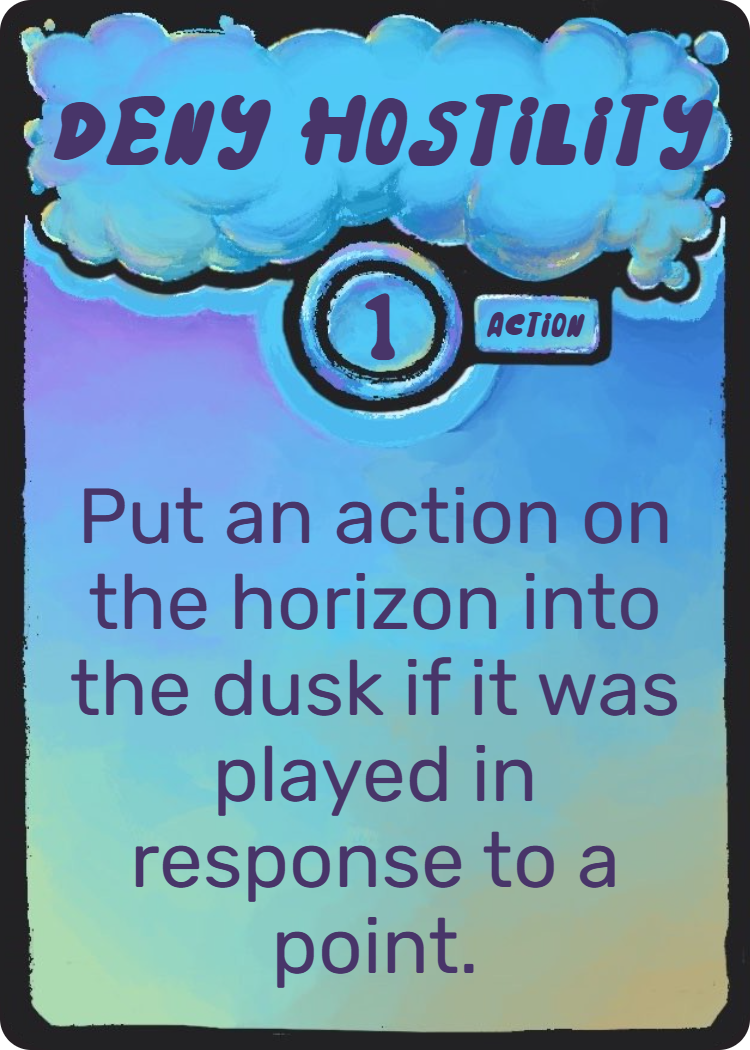 DENY HOSTILITY
1
ACTION
Put an action on
the horizon into
the dusk if it was
played in
response to a
point.